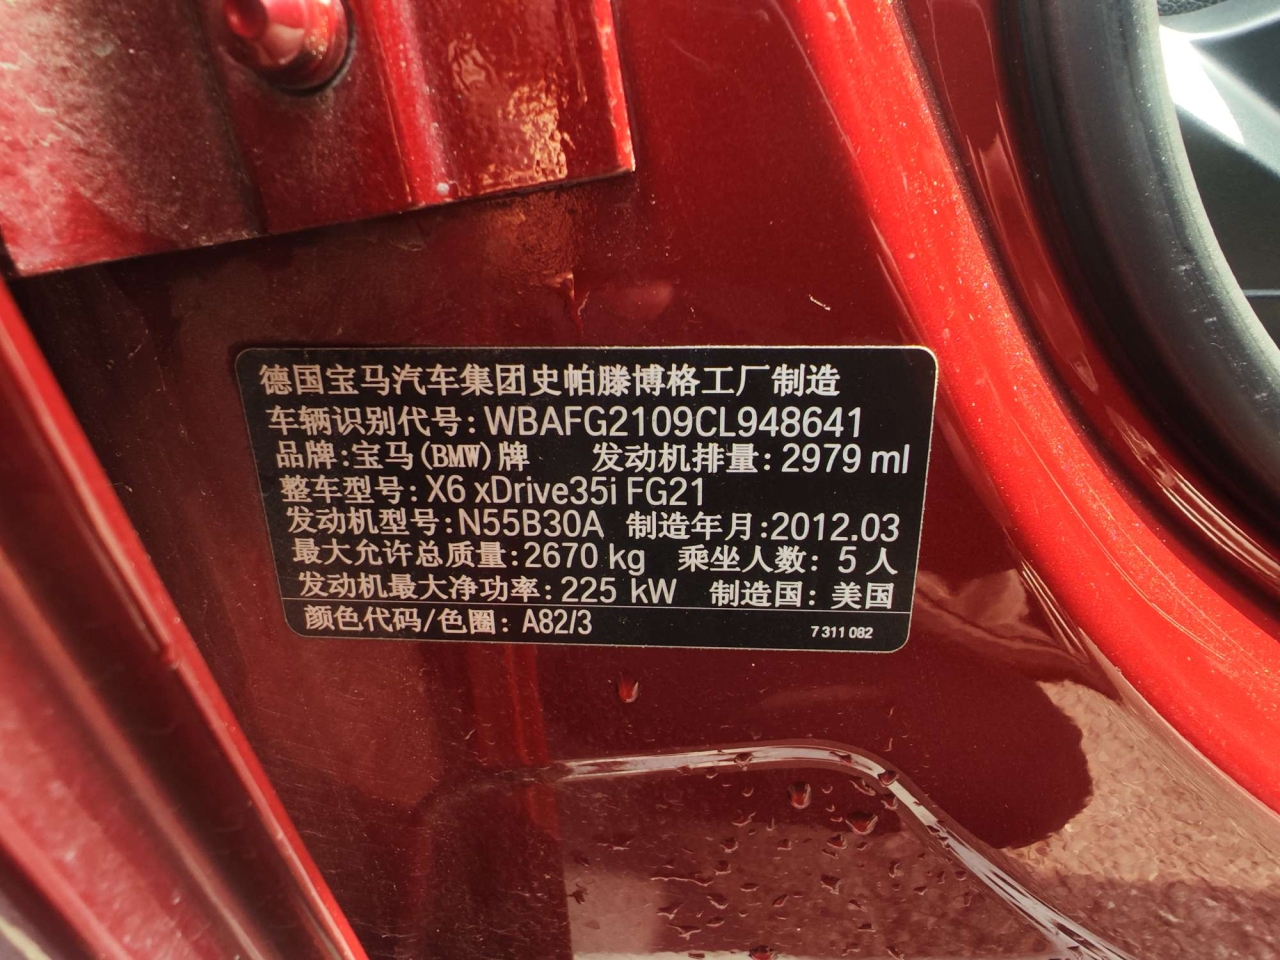 德国宝马汽车集团史帕滕博格工厂制造
车辆识别代号: WBAFG2109CL948641
品牌: 宝马(BMW)牌 发动机排量: 2979 ml
整车型号: X6 xDrive35i FG21
发动机型号: N55B30A 制造年月:2012.03
最大允许总质量: 2670 kg 乘坐人数: 5 人
发动机最大净功率: 225 kW 制造国: 美国
颜色代码/色圈: A82/3 7 311 082